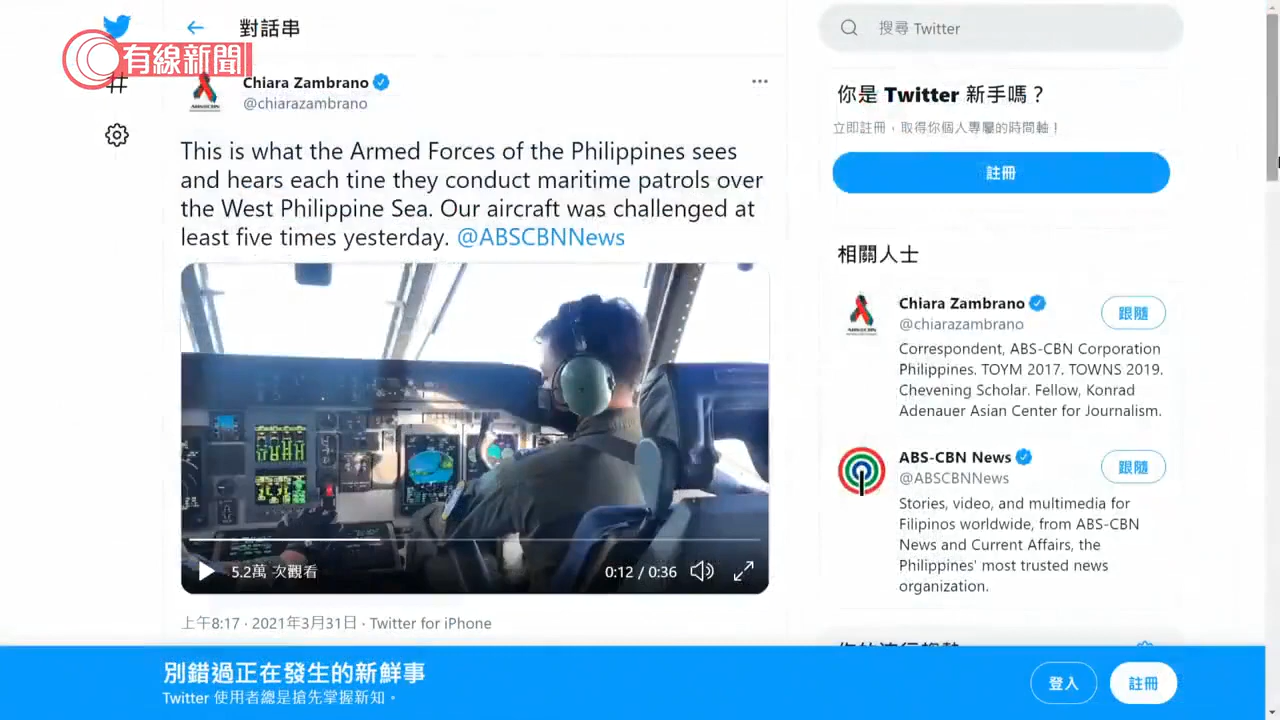 對話串
有線新聞
#
Chiara Zambrano
@chiarazambrano
This is what the Armed Forces of the Philippines sees
and hears each tine they conduct maritime patrols over
the West Philippine Sea. Our aircraft was challenged at
least five times yesterday. @ABSCBNNews
5.2萬 次觀看
0:12 / 0:36
上午8:17 · 2021年3月31日 · Twitter for iPhone
搜尋 Twitter
你是 Twitter 新手嗎？
立即註冊，取得你個人專屬的時間軸！
註冊
相關人士
ABS-CBN
Chiara Zambrano
@chiarazambrano
跟隨
Correspondent, ABS-CBN Corporation
Philippines. TOYM 2017. TOWNS 2019.
Chevening Scholar. Fellow, Konrad
Adenauer Asian Center for Journalism.
ABS-CBN News
@ABSCBNNews
跟隨
Stories, video, and multimedia for
Filipinos worldwide, from ABS-CBN
News and Current Affairs, the
Philippines' most trusted news
organization.
別錯過正在發生的新鮮事
Twitter 使用者總是搶先掌握新知。
登入
註冊